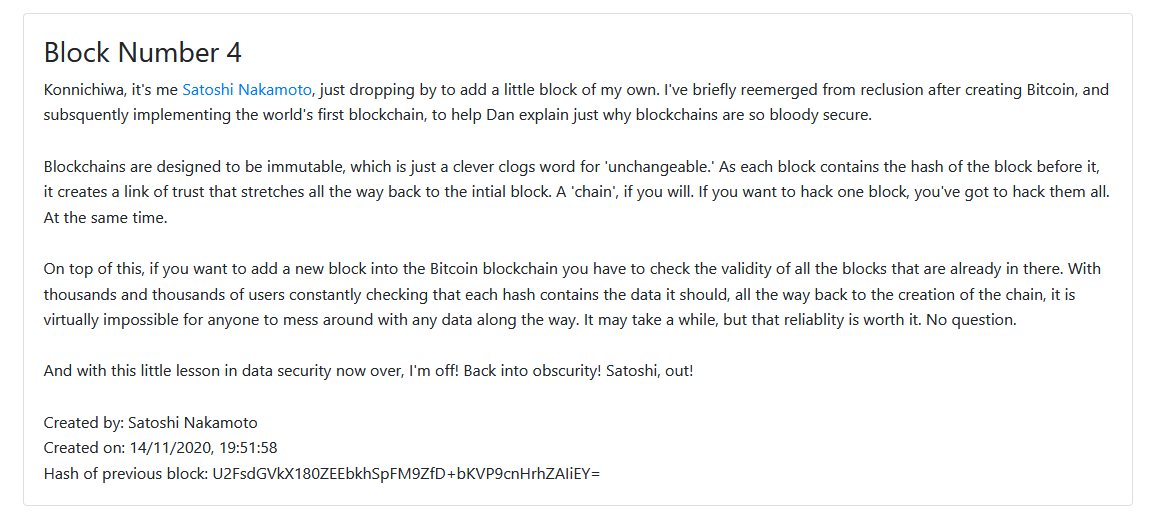 Block Number 4
Konnichiwa, it's me Satoshi Nakamoto, just dropping by to add a little block of my own. I've briefly reemerged from reclusion after creating Bitcoin, and
subsquently implementing the world's first blockchain, to help Dan explain just why blockchains are so bloody secure.
Blockchains are designed to be immutable, which is just a clever clogs word for 'unchangeable.' As each block contains the hash of the block before it,
it creates a link of trust that stretches all the way back to the intial block. A 'chain', if you will. If you want to hack one block, you've got to hack them all.
At the same time.
On top of this, if you want to add a new block into the Bitcoin blockchain you have to check the validity of all the blocks that are already in there. With
thousands and thousands of users constantly checking that each hash contains the data it should, all the way back to the creation of the chain, it is
virtually impossible for anyone to mess around with any data along the way. It may take a while, but that reliablity is worth it. No question.
And with this little lesson in data security now over, I'm off! Back into obscurity! Satoshi, out!
Created by: Satoshi Nakamoto
Created on: 14/11/2020, 19:51:58
Hash of previous block: U2FsdGVkX180ZEEbkhSpFM9ZfD+bKVP9cnHrhZAIiEY=